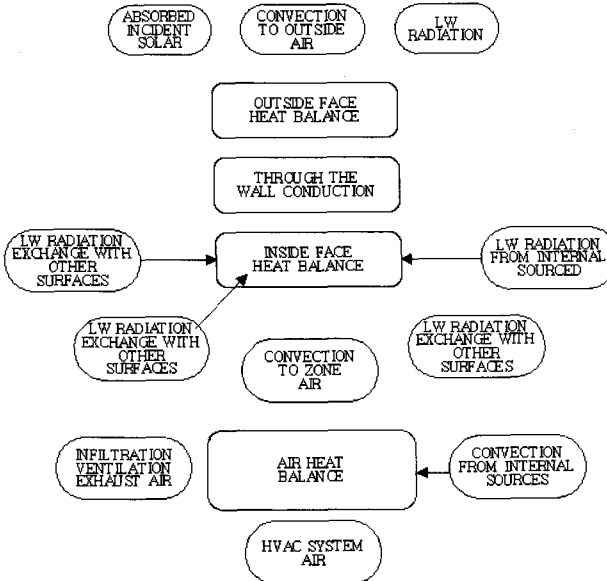 ABSORBED
INCIDENT
SOLAR
CONVECTION
TO OUTSIDE
AIR
LW
RADIATION
OUTSIDE FACE
HEAT BALANCE
THROUGH THE
WALL CONDUCTION
LW RADIATION
EXCHANGE WITH
OTHER
SURFACES
INSIDE FACE
HEAT BALANCE
LW RADIATION
FROM INTERNAL
SOURCED
LW RADIATION
EXCHANGE WITH
OTHER
SURFACES
CONVECTION
TO ZONE
AIR
LW RADIATION
EXCHANGE WITH
OTHER
SURFACES
INFILTRATION
VENTILATION
EXHAUST AIR
AIR HEAT
BALANCE
CONVECTION
FROM INTERNAL
SOURCES
HVAC SYSTEM
AIR